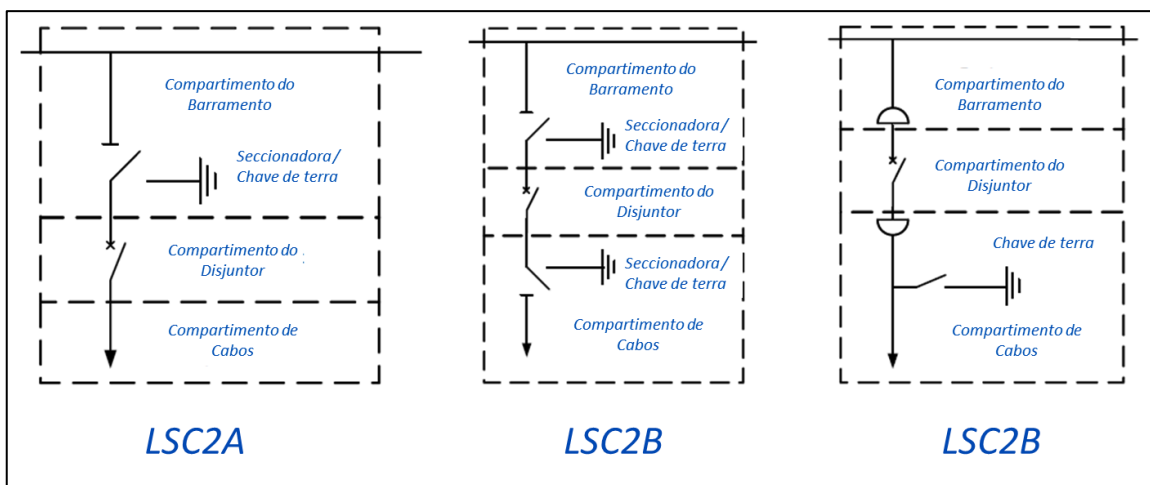 Compartimento do
Barramento
Seccionadora/
Chave de terra
Compartimento do
Disjuntor
Compartimento de
Cabos
LSC2A
Compartimento do
Barramento
Seccionadora/
Chave de terra
Compartimento do
Disjuntor
Seccionadora/
Chave de terra
Compartimento de
Cabos
LSC2B
Compartimento do
Barramento
Compartimento do
Disjuntor
Chave de terra
Compartimento de
Cabos
LSC2B